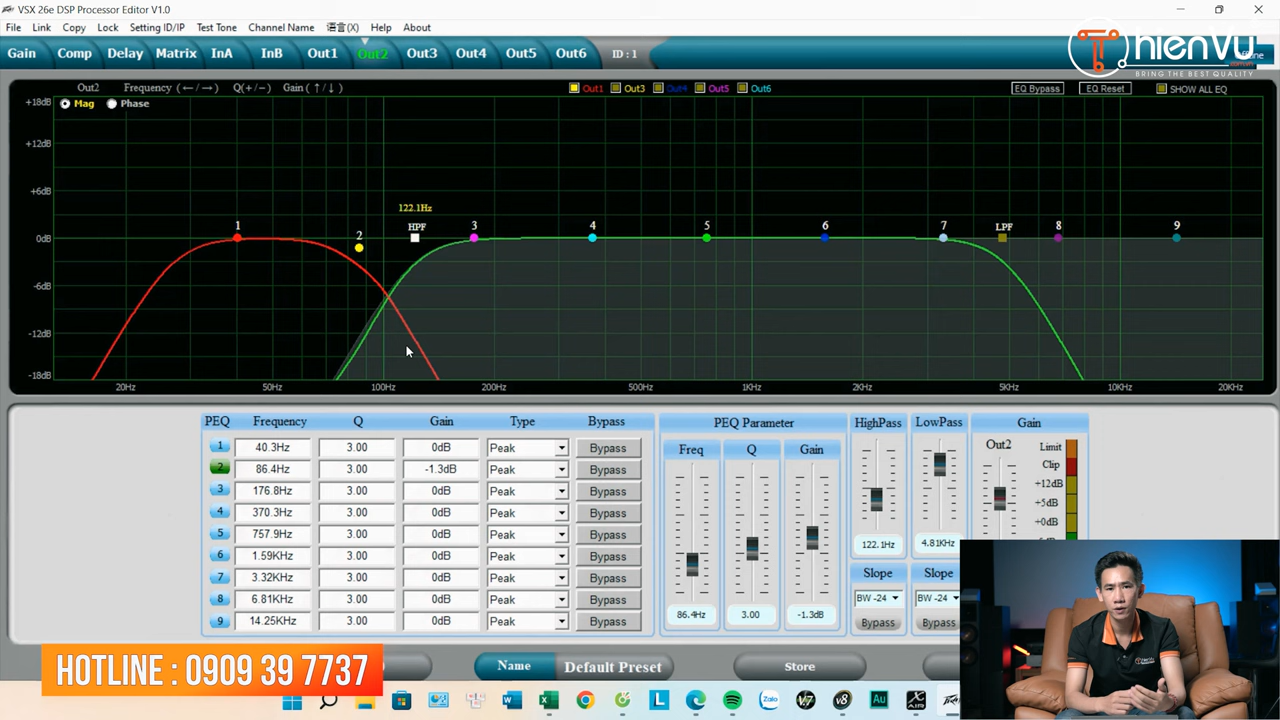 VSX 26e DSP Processor Editor V1.0
File Link Copy Lock Setting ID/IP Test Tone Channel Name 语言(X) Help About
Gain Comp Delay Matrix InA InB Out1 Out2 Out3 Out4 Out5 Out6 ID : 1
ThienVu
.com.vn
BRING THE BEST QUALITY
Out2 Frequency (←/→) Q(+/−) Gain (↑/↓) Out1 Out3 Out4 Out5 Out6 EQ Bypass EQ Reset SHOW ALL EQ
+18dB Mag Phase
+12dB
+6dB
122.1Hz
1 2 HPF 3 4 5 6 7 LPF 8 9
0dB
-6dB
-12dB
-18dB
20Hz 50Hz 100Hz 200Hz 500Hz 1KHz 2KHz 5KHz 10KHz 20KHz
PEQ Frequency Q Gain Type Bypass
1 40.3Hz 3.00 0dB Peak Bypass
2 86.4Hz 3.00 -1.3dB Peak Bypass
3 176.8Hz 3.00 0dB Peak Bypass
4 370.3Hz 3.00 0dB Peak Bypass
5 757.9Hz 3.00 0dB Peak Bypass
6 1.59KHz 3.00 0dB Peak Bypass
7 3.32KHz 3.00 0dB Peak Bypass
8 6.81KHz 3.00 0dB Peak Bypass
9 14.25KHz 3.00 0dB Peak Bypass
PEQ Parameter
Freq Q Gain
86.4Hz 3.00 -1.3dB
HighPass LowPass
122.1Hz 4.81KHz
Slope Slope
BW -24 BW -24
Bypass Bypass
Gain
Out2 Limit
Clip
+12dB
+5dB
+0dB
HOTLINE : 0909 39 7737
Name Default Preset Store